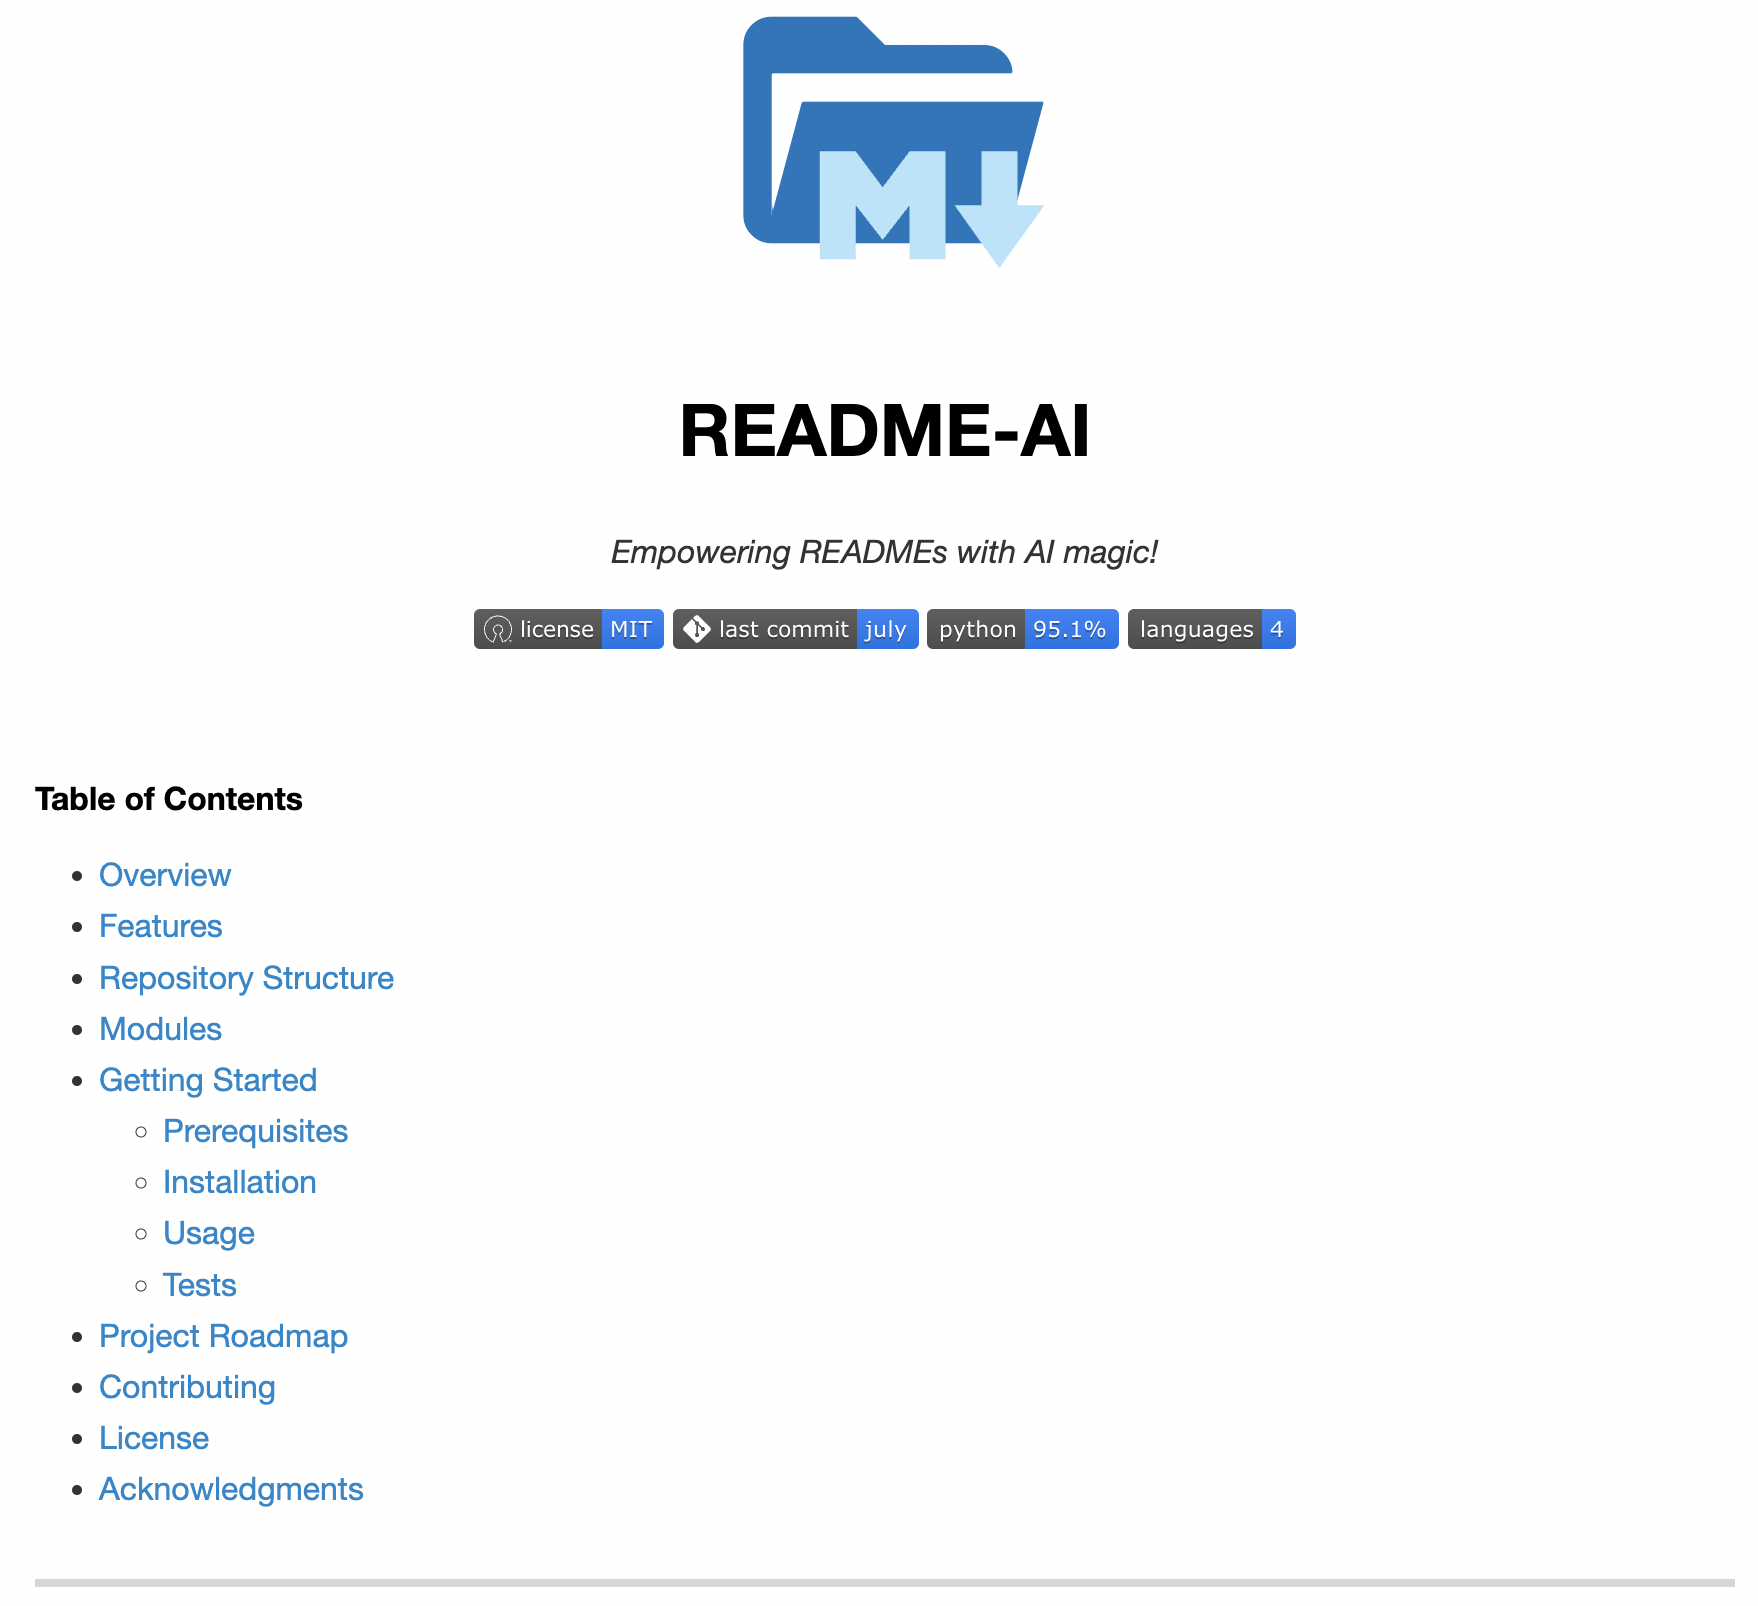 M
README-AI
Empowering READMEs with AI magic!
license MIT last commit july python 95.1% languages 4
Table of Contents
Overview
Features
Repository Structure
Modules
Getting Started
Prerequisites
Installation
Usage
Tests
Project Roadmap
Contributing
License
Acknowledgments